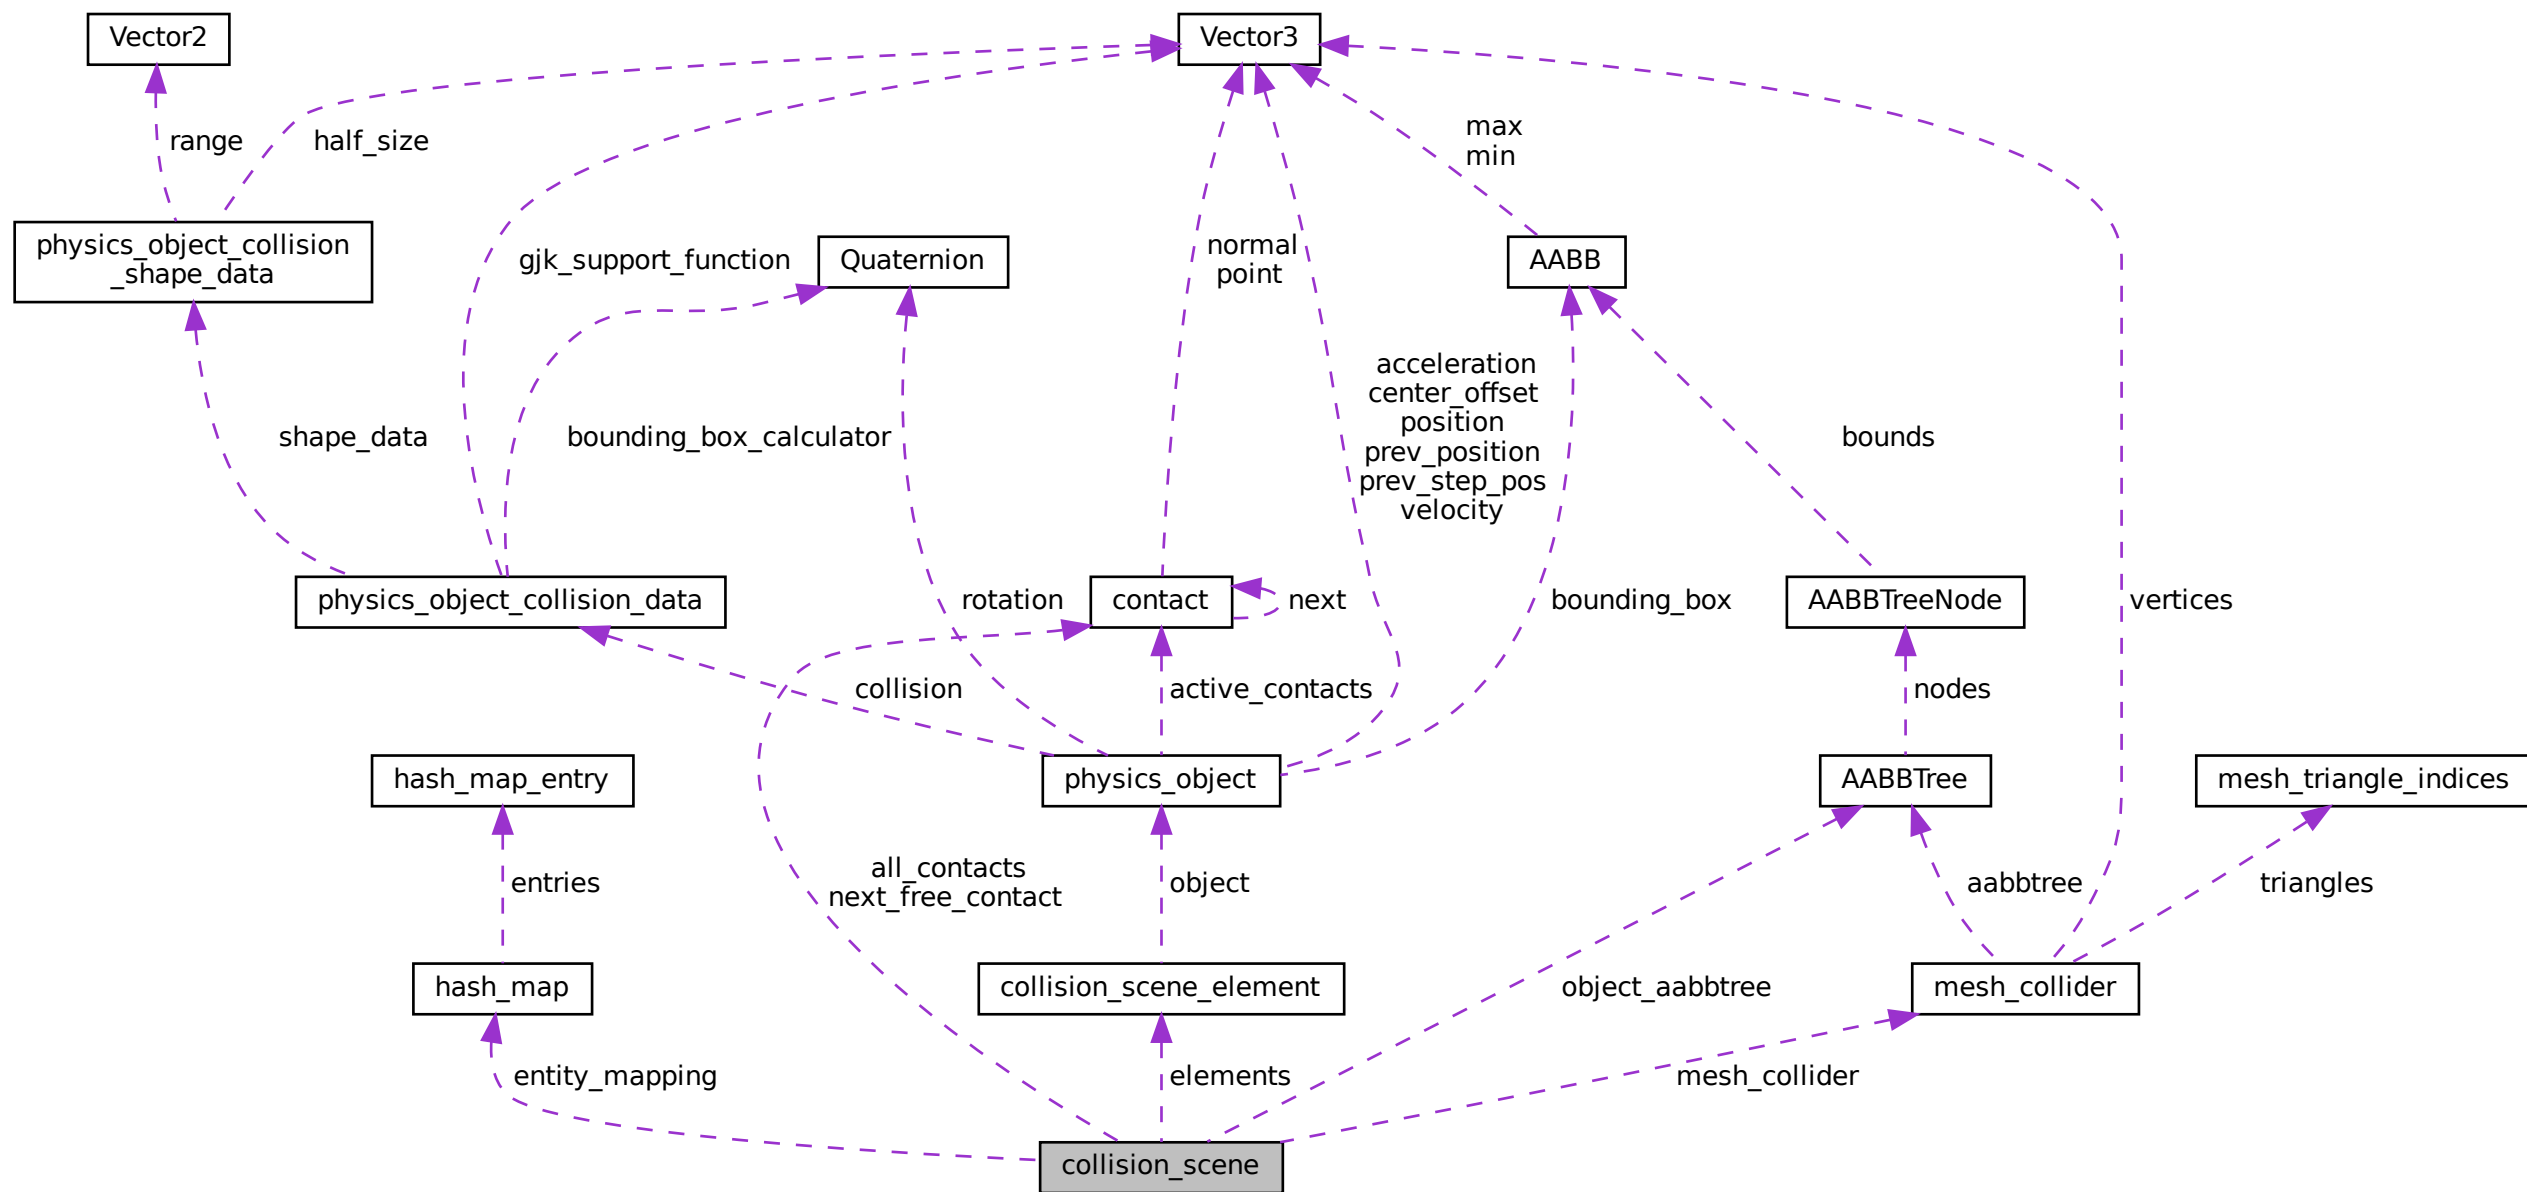 Vector2
Vector3
range
half_size
max
min
physics_object_collision
_shape_data
gjk_support_function
Quaternion
normal
point
AABB
shape_data
bounding_box_calculator
acceleration
center_offset
position
prev_position
prev_step_pos
velocity
bounds
physics_object_collision_data
rotation
contact
next
bounding_box
AABBTreeNode
vertices
collision
active_contacts
nodes
hash_map_entry
physics_object
AABBTree
mesh_triangle_indices
entries
all_contacts
next_free_contact
object
aabbtree
triangles
hash_map
collision_scene_element
object_aabbtree
mesh_collider
entity_mapping
elements
mesh_collider
collision_scene